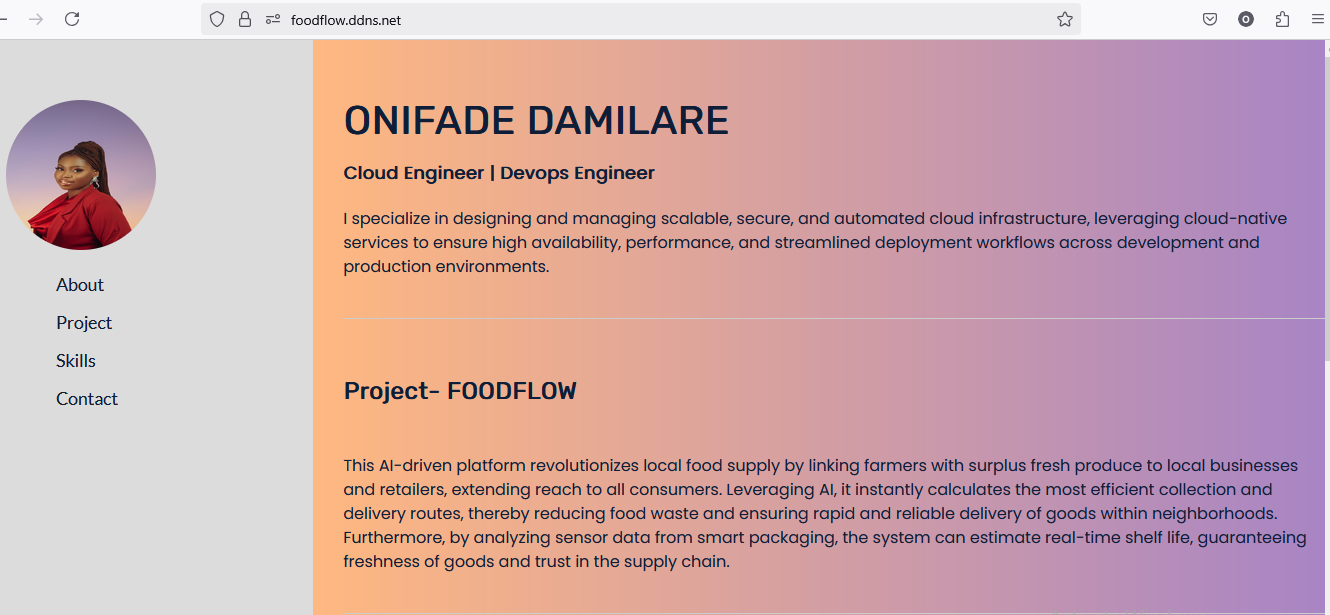 foodflow.ddns.net
O
ONIFADE DAMILARE
Cloud Engineer | Devops Engineer
I specialize in designing and managing scalable, secure, and automated cloud infrastructure, leveraging cloud-native
services to ensure high availability, performance, and streamlined deployment workflows across development and
production environments.
About
Project
Skills
Contact
Project- FOODFLOW
This AI-driven platform revolutionizes local food supply by linking farmers with surplus fresh produce to local businesses
and retailers, extending reach to all consumers. Leveraging AI, it instantly calculates the most efficient collection and
delivery routes, thereby reducing food waste and ensuring rapid and reliable delivery of goods within neighborhoods.
Furthermore, by analyzing sensor data from smart packaging, the system can estimate real-time shelf life, guaranteeing
freshness of goods and trust in the supply chain.